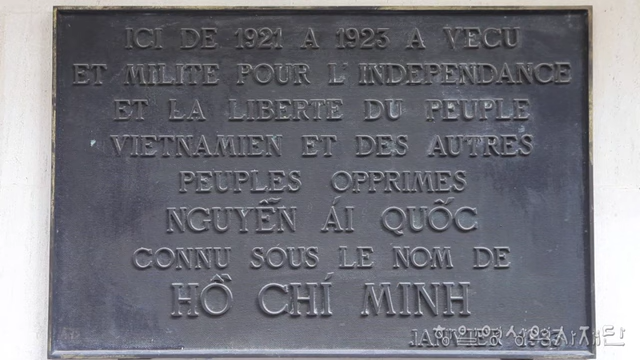 ICI DE 1921 A 1923 A VECU
ET MILITE POUR L'INDEPENDANCE
ET LA LIBERTE DU PEUPLE
VIETNAMIEN ET DES AUTRES
PEUPLES OPPRIMES
NGUYỄN ÁI QUỐC
CONNU SOUS LE NOM DE
HỒ CHÍ MINH
JANVIER